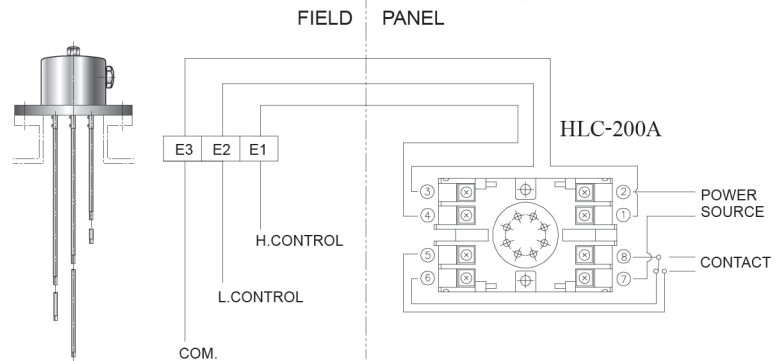 FIELD PANEL
HLC-200A
E3 E2 E1
3 2
POWER
4 1
SOURCE
H.CONTROL
5 8
CONTACT
6 7
L.CONTROL
COM.